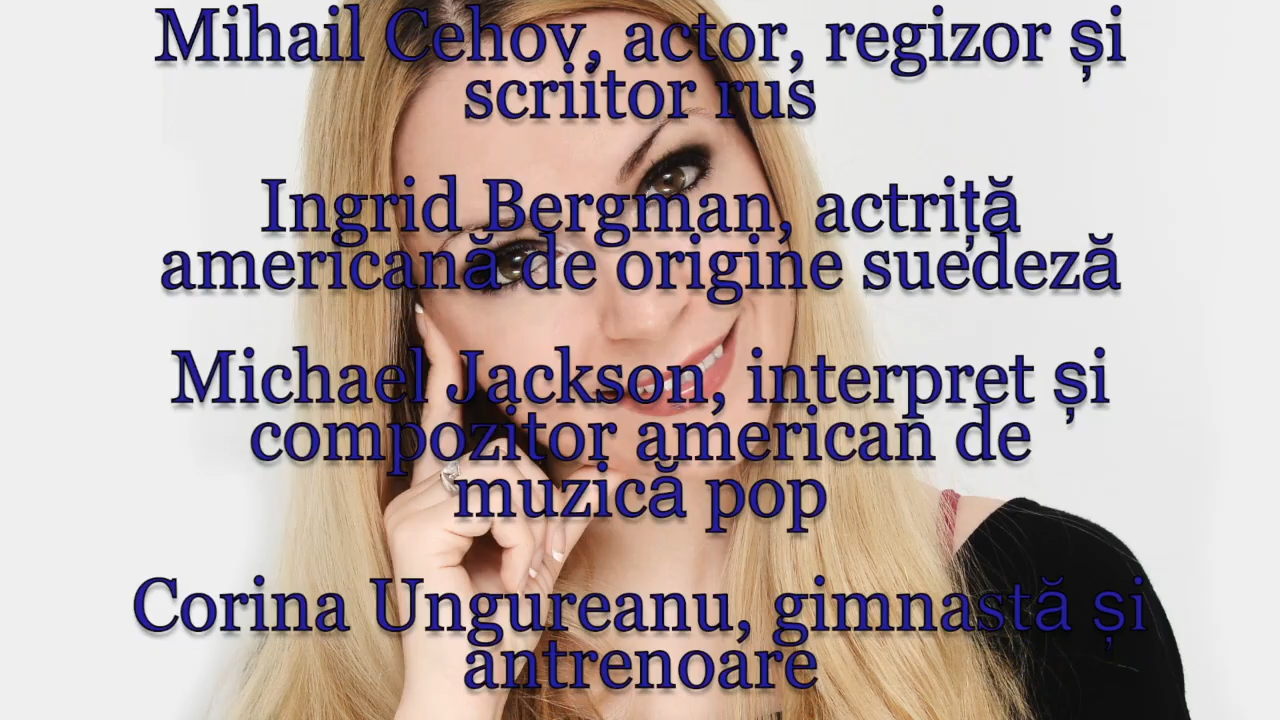 Mihail Cehov, actor, regizor și
scriitor rus
Ingrid Bergman, actriță
americană de origine suedeză
Michael Jackson, interpret și
compozitor american de
muzică pop
Corina Ungureanu, gimnastă și
antrenoare